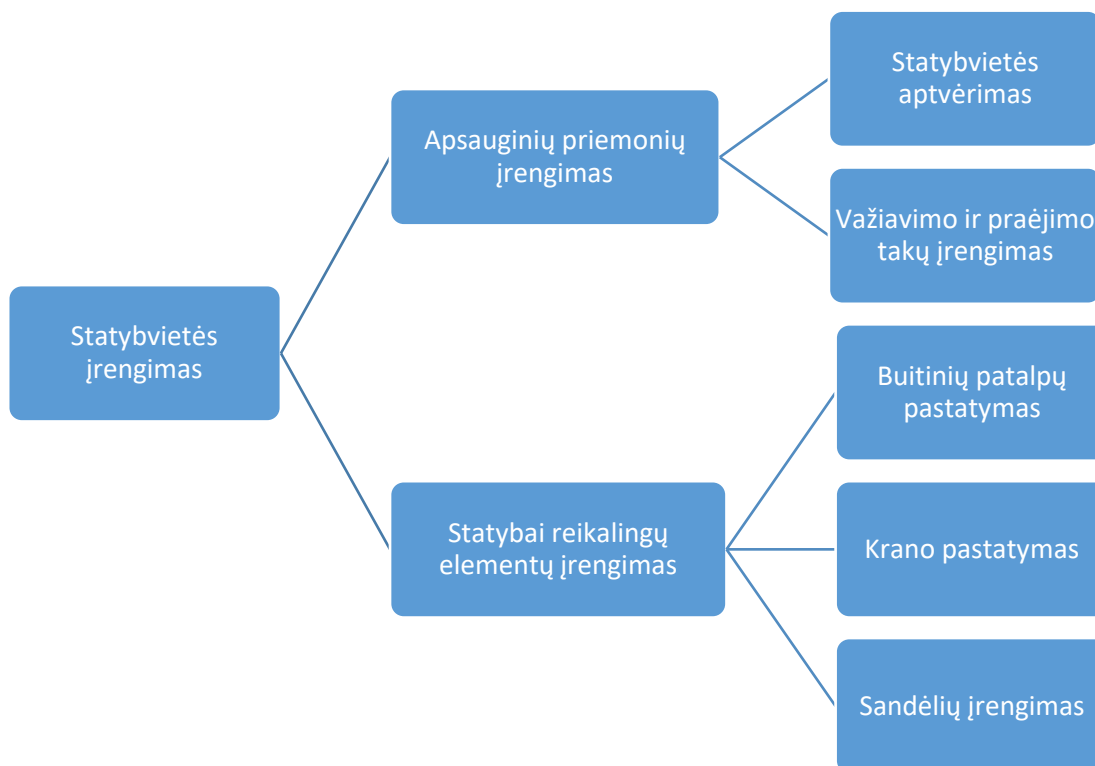 Statybvietės
įrengimas
Apsauginių priemonių
įrengimas
Statybvietės
aptvėrimas
Važiavimo ir praėjimo
takų įrengimas
Statybai reikalingų
elementų įrengimas
Buitinių patalpų
pastatymas
Krano pastatymas
Sandėlių įrengimas